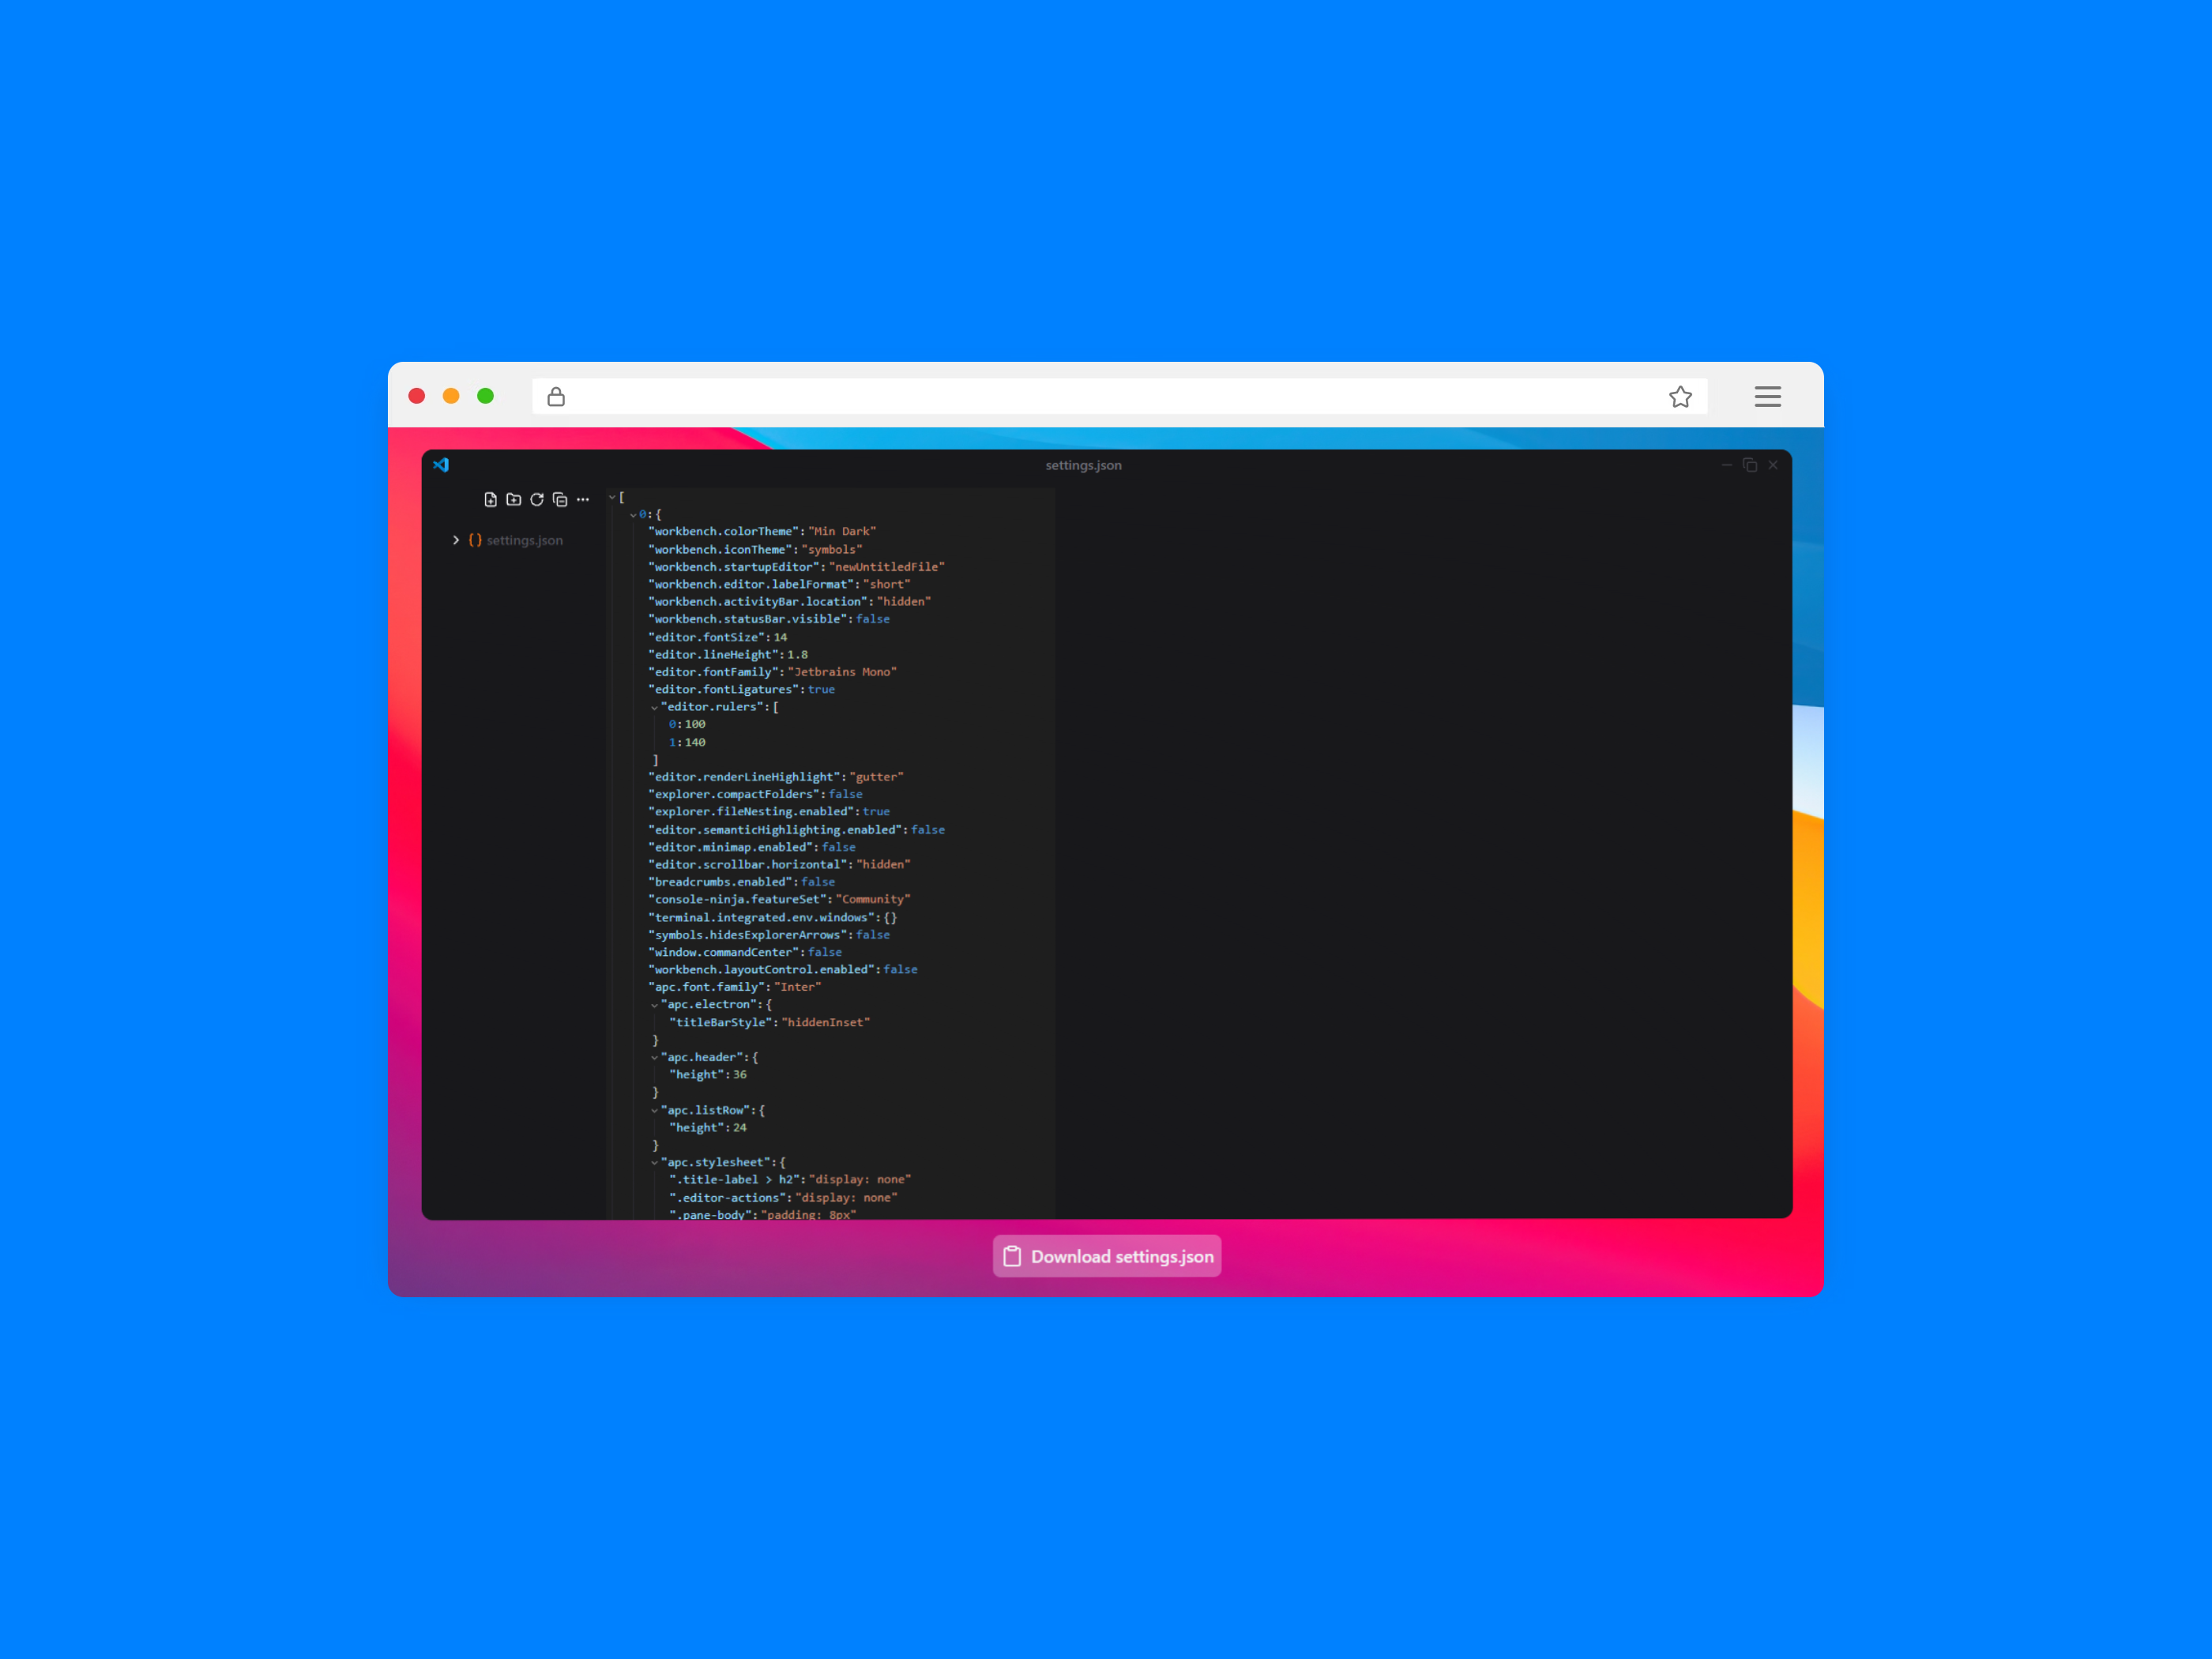 settings.json
settings.json
[
0:{
"workbench.colorTheme":"Min Dark"
"workbench.iconTheme":"symbols"
"workbench.startupEditor":"newUntitledFile"
"workbench.editor.labelFormat":"short"
"workbench.activityBar.location":"hidden"
"workbench.statusBar.visible":false
"editor.fontSize":14
"editor.lineHeight":1.8
"editor.fontFamily":"Jetbrains Mono"
"editor.fontLigatures":true
"editor.rulers":[
0:100
1:140
]
"editor.renderLineHighlight":"gutter"
"explorer.compactFolders":false
"explorer.fileNesting.enabled":true
"editor.semanticHighlighting.enabled":false
"editor.minimap.enabled":false
"editor.scrollbar.horizontal":"hidden"
"breadcrumbs.enabled":false
"console-ninja.featureSet":"Community"
"terminal.integrated.env.windows":{}
"symbols.hidesExplorerArrows":false
"window.commandCenter":false
"workbench.layoutControl.enabled":false
"apc.font.family":"Inter"
"apc.electron":{
"titleBarStyle":"hiddenInset"
}
"apc.header":{
"height":36
}
"apc.listRow":{
"height":24
}
"apc.stylesheet":{
".title-label > h2":"display: none"
".editor-actions":"display: none"
".pane-body":"padding: 8px"
Download settings.json